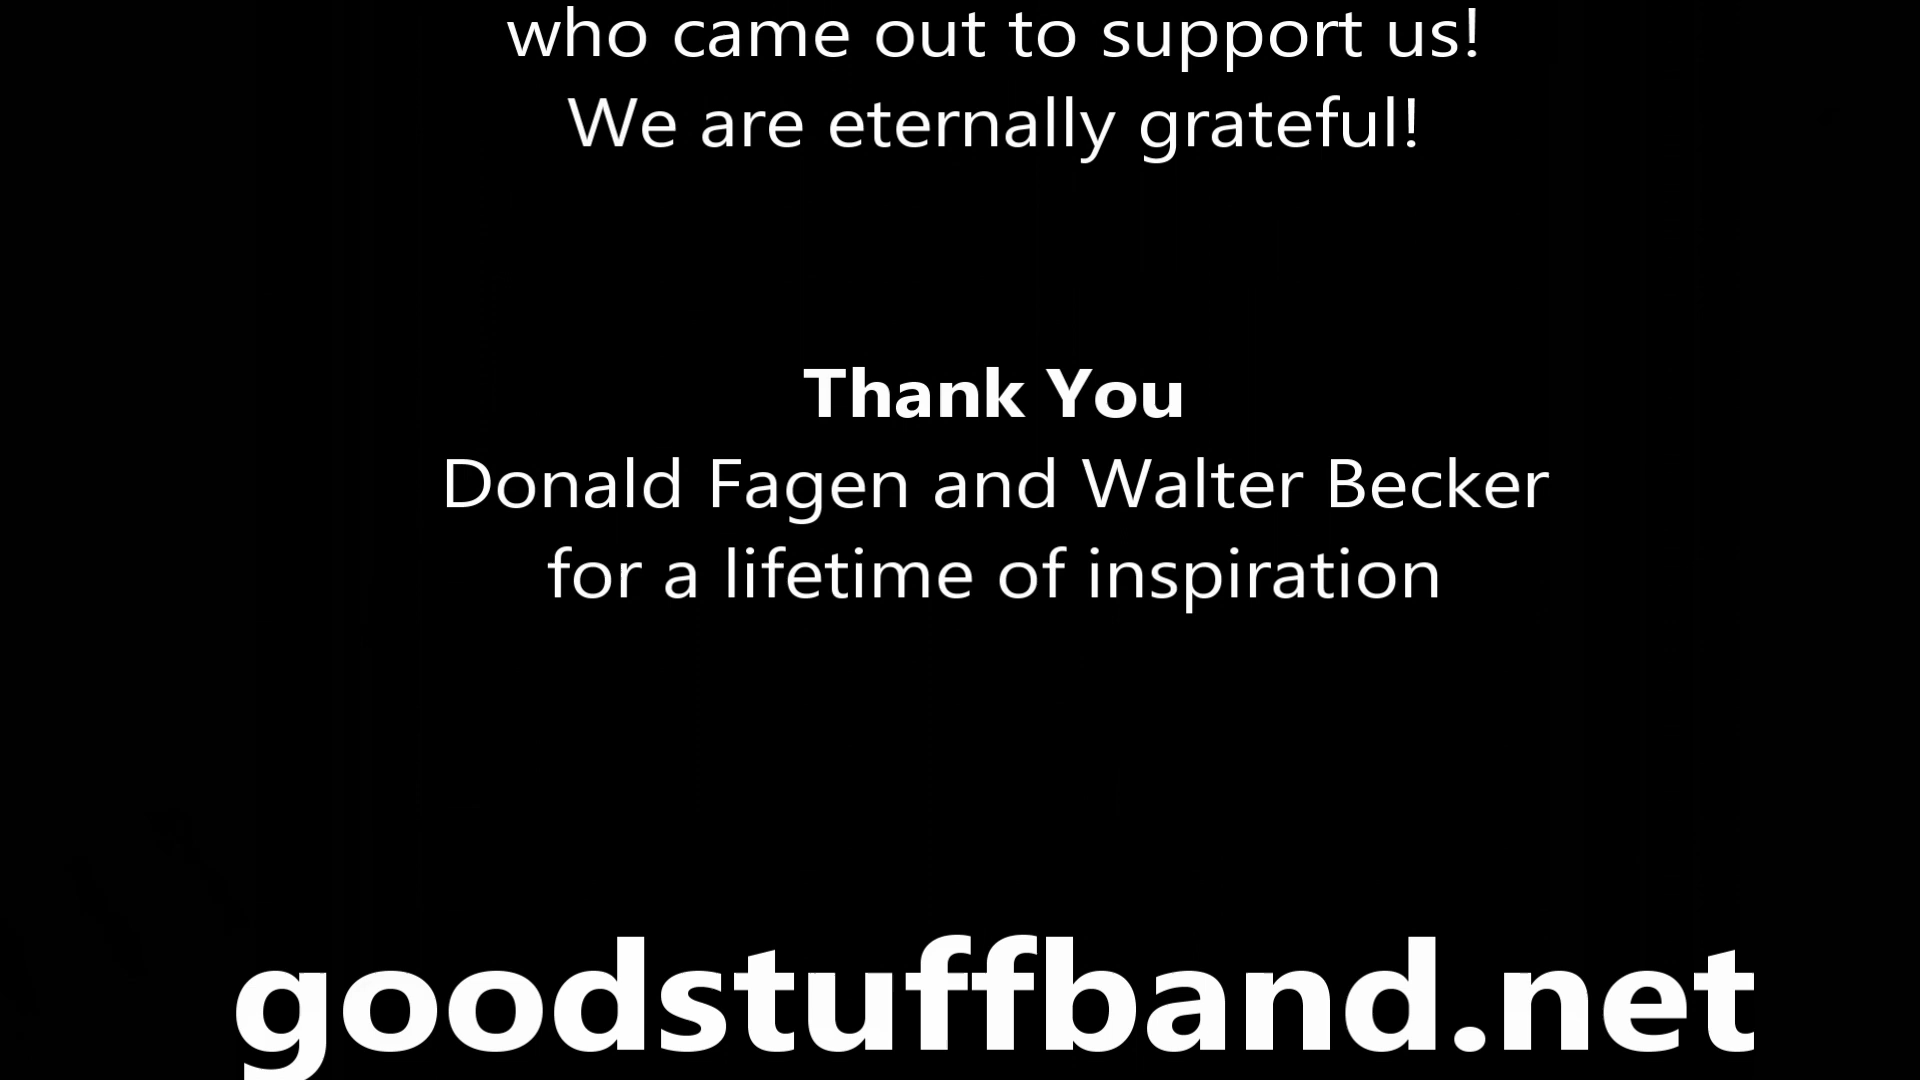 who came out to support us!
We are eternally grateful!
Thank You
Donald Fagen and Walter Becker
for a lifetime of inspiration
goodstuffband.net